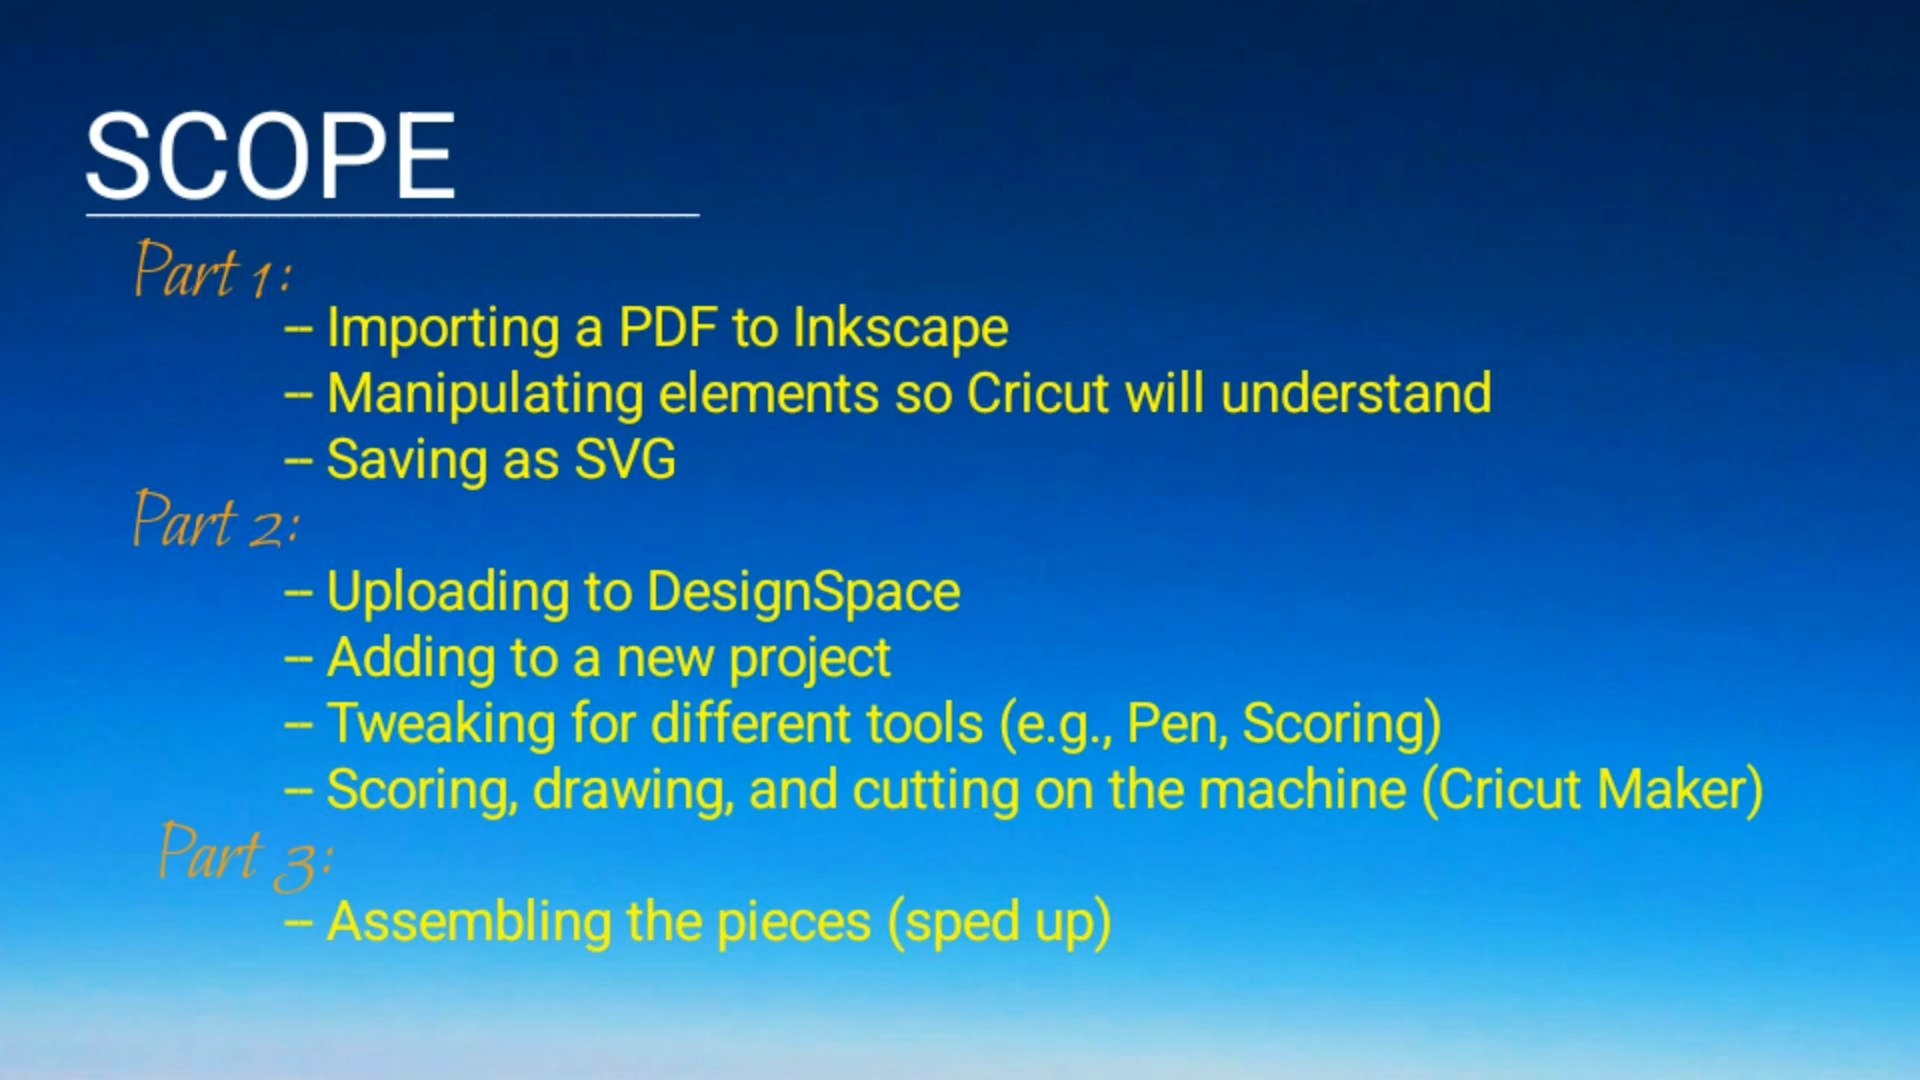 SCOPE
Part 1:
-- Importing a PDF to Inkscape
-- Manipulating elements so Cricut will understand
-- Saving as SVG
Part 2:
-- Uploading to DesignSpace
-- Adding to a new project
-- Tweaking for different tools (e.g., Pen, Scoring)
-- Scoring, drawing, and cutting on the machine (Cricut Maker)
Part 3:
-- Assembling the pieces (sped up)